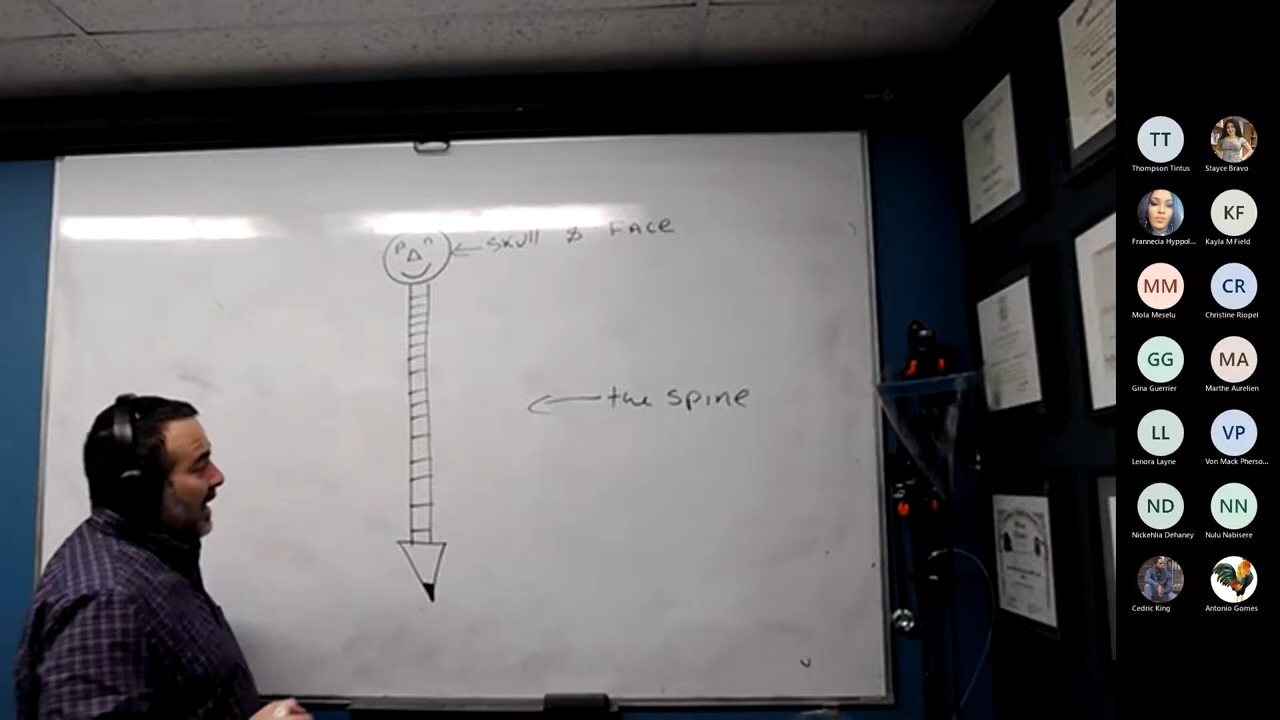 SKUll & FACE
the spine
TT
Thompson Tintus
Stayce Bravo
Frannecia Hyppol...
KF
Kayla M Field
MM
Mola Meselu
CR
Christine Riopel
GG
Gina Guerrier
MA
Marthe Aurelien
LL
Lenora Layne
VP
Von Mack Pherso...
ND
Nickehlia Dehaney
NN
Nulu Nabisere
Cedric King
Antonio Gomes